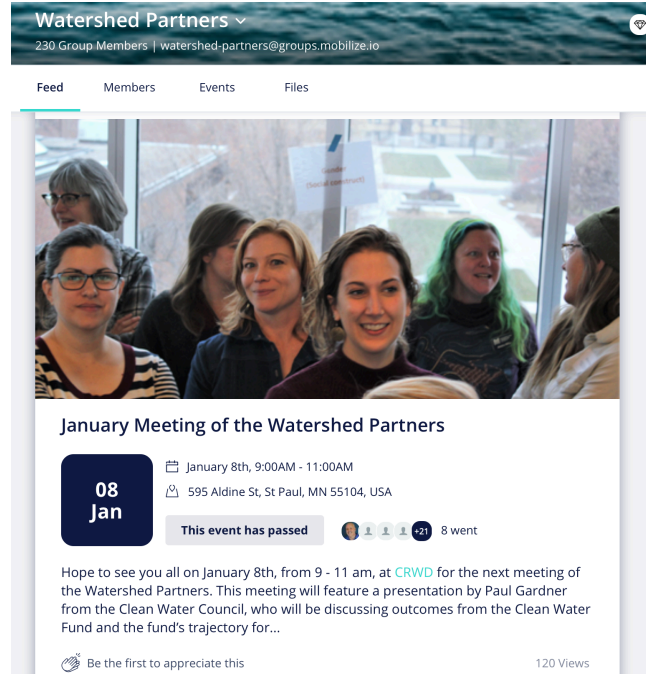 Watershed Partners
230 Group Members | watershed-partners@groups.mobilize.io
Feed Members Events Files
Gender
(social construct)
January Meeting of the Watershed Partners
08
Jan
January 8th, 9:00AM - 11:00AM
595 Aldine St, St Paul, MN 55104, USA
This event has passed +21 8 went
Hope to see you all on January 8th, from 9 - 11 am, at CRWD for the next meeting of
the Watershed Partners. This meeting will feature a presentation by Paul Gardner
from the Clean Water Council, who will be discussing outcomes from the Clean Water
Fund and the fund's trajectory for...
Be the first to appreciate this 120 Views